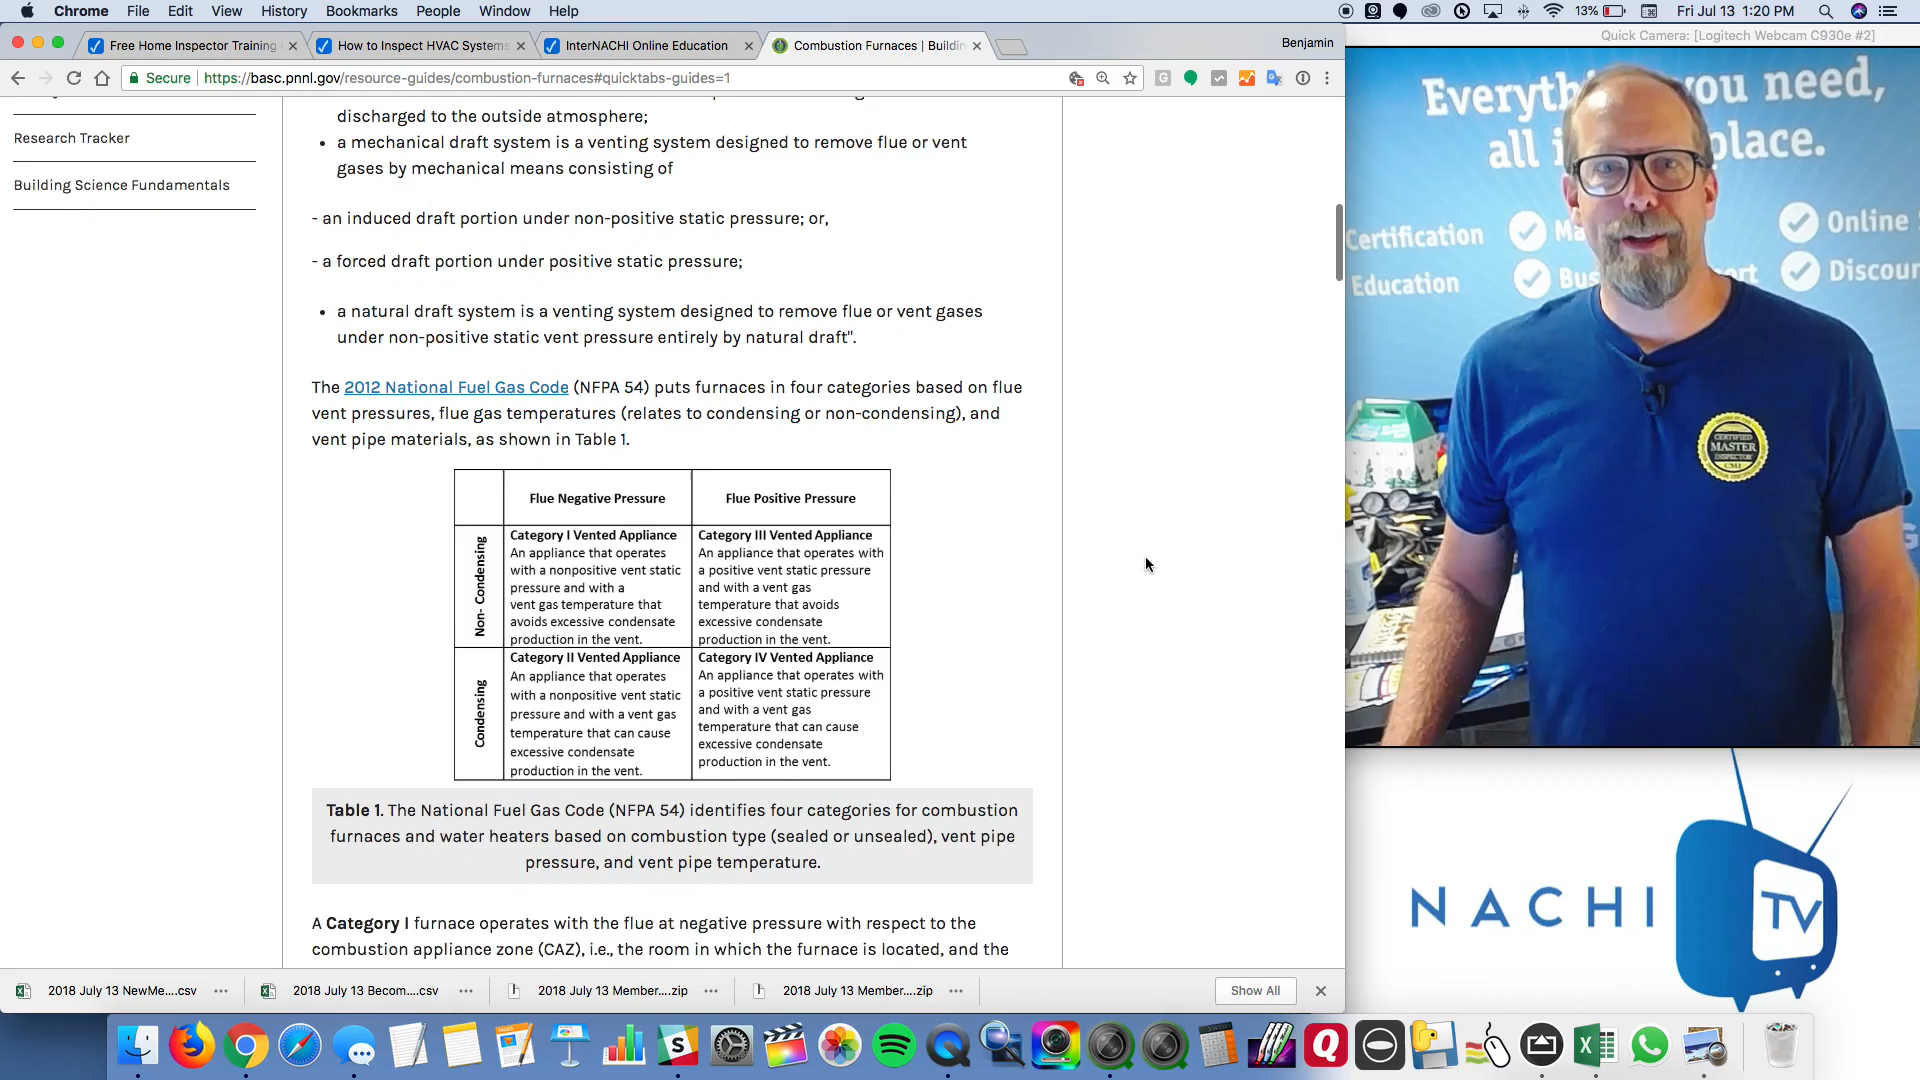 Chrome File Edit View History Bookmarks People Window Help 13% Fri Jul 13 1:20 PM
Quick Camera: [Logitech Webcam C930e #2]
Free Home Inspector Training How to Inspect HVAC Systems InterNACHI Online Education Combustion Furnaces | Buildin Benjamin
Secure https://basc.pnnl.gov/resource-guides/combustion-furnaces#quicktabs-guides=1
Research Tracker
Building Science Fundamentals
discharged to the outside atmosphere;
• a mechanical draft system is a venting system designed to remove flue or vent
gases by mechanical means consisting of
- an induced draft portion under non-positive static pressure; or,
- a forced draft portion under positive static pressure;
• a natural draft system is a venting system designed to remove flue or vent gases
under non-positive static vent pressure entirely by natural draft".
The 2012 National Fuel Gas Code (NFPA 54) puts furnaces in four categories based on flue
vent pressures, flue gas temperatures (relates to condensing or non-condensing), and
vent pipe materials, as shown in Table 1.
Flue Negative Pressure Flue Positive Pressure
Non- Condensing
Category I Vented Appliance
An appliance that operates
with a nonpositive vent static
pressure and with a
vent gas temperature that
avoids excessive condensate
production in the vent.
Category III Vented Appliance
An appliance that operates with
a positive vent static pressure
and with a vent gas
temperature that avoids
excessive condensate
production in the vent.
Condensing
Category II Vented Appliance
An appliance that operates
with a nonpositive vent static
pressure and with a vent gas
temperature that can cause
excessive condensate
production in the vent.
Category IV Vented Appliance
An appliance that operates with
a positive vent static pressure
and with a vent gas
temperature that can cause
excessive condensate
production in the vent.
Table 1. The National Fuel Gas Code (NFPA 54) identifies four categories for combustion
furnaces and water heaters based on combustion type (sealed or unsealed), vent pipe
pressure, and vent pipe temperature.
A Category I furnace operates with the flue at negative pressure with respect to the
combustion appliance zone (CAZ), i.e., the room in which the furnace is located, and the
2018 July 13 NewMe....csv 2018 July 13 Becom....csv 2018 July 13 Member....zip 2018 July 13 Member....zip Show All
Everything you need,
all in place.
Certification
Education
Online
Discoun
CERTIFIED
MASTER
INSPECTOR
CMI
NACHI TV